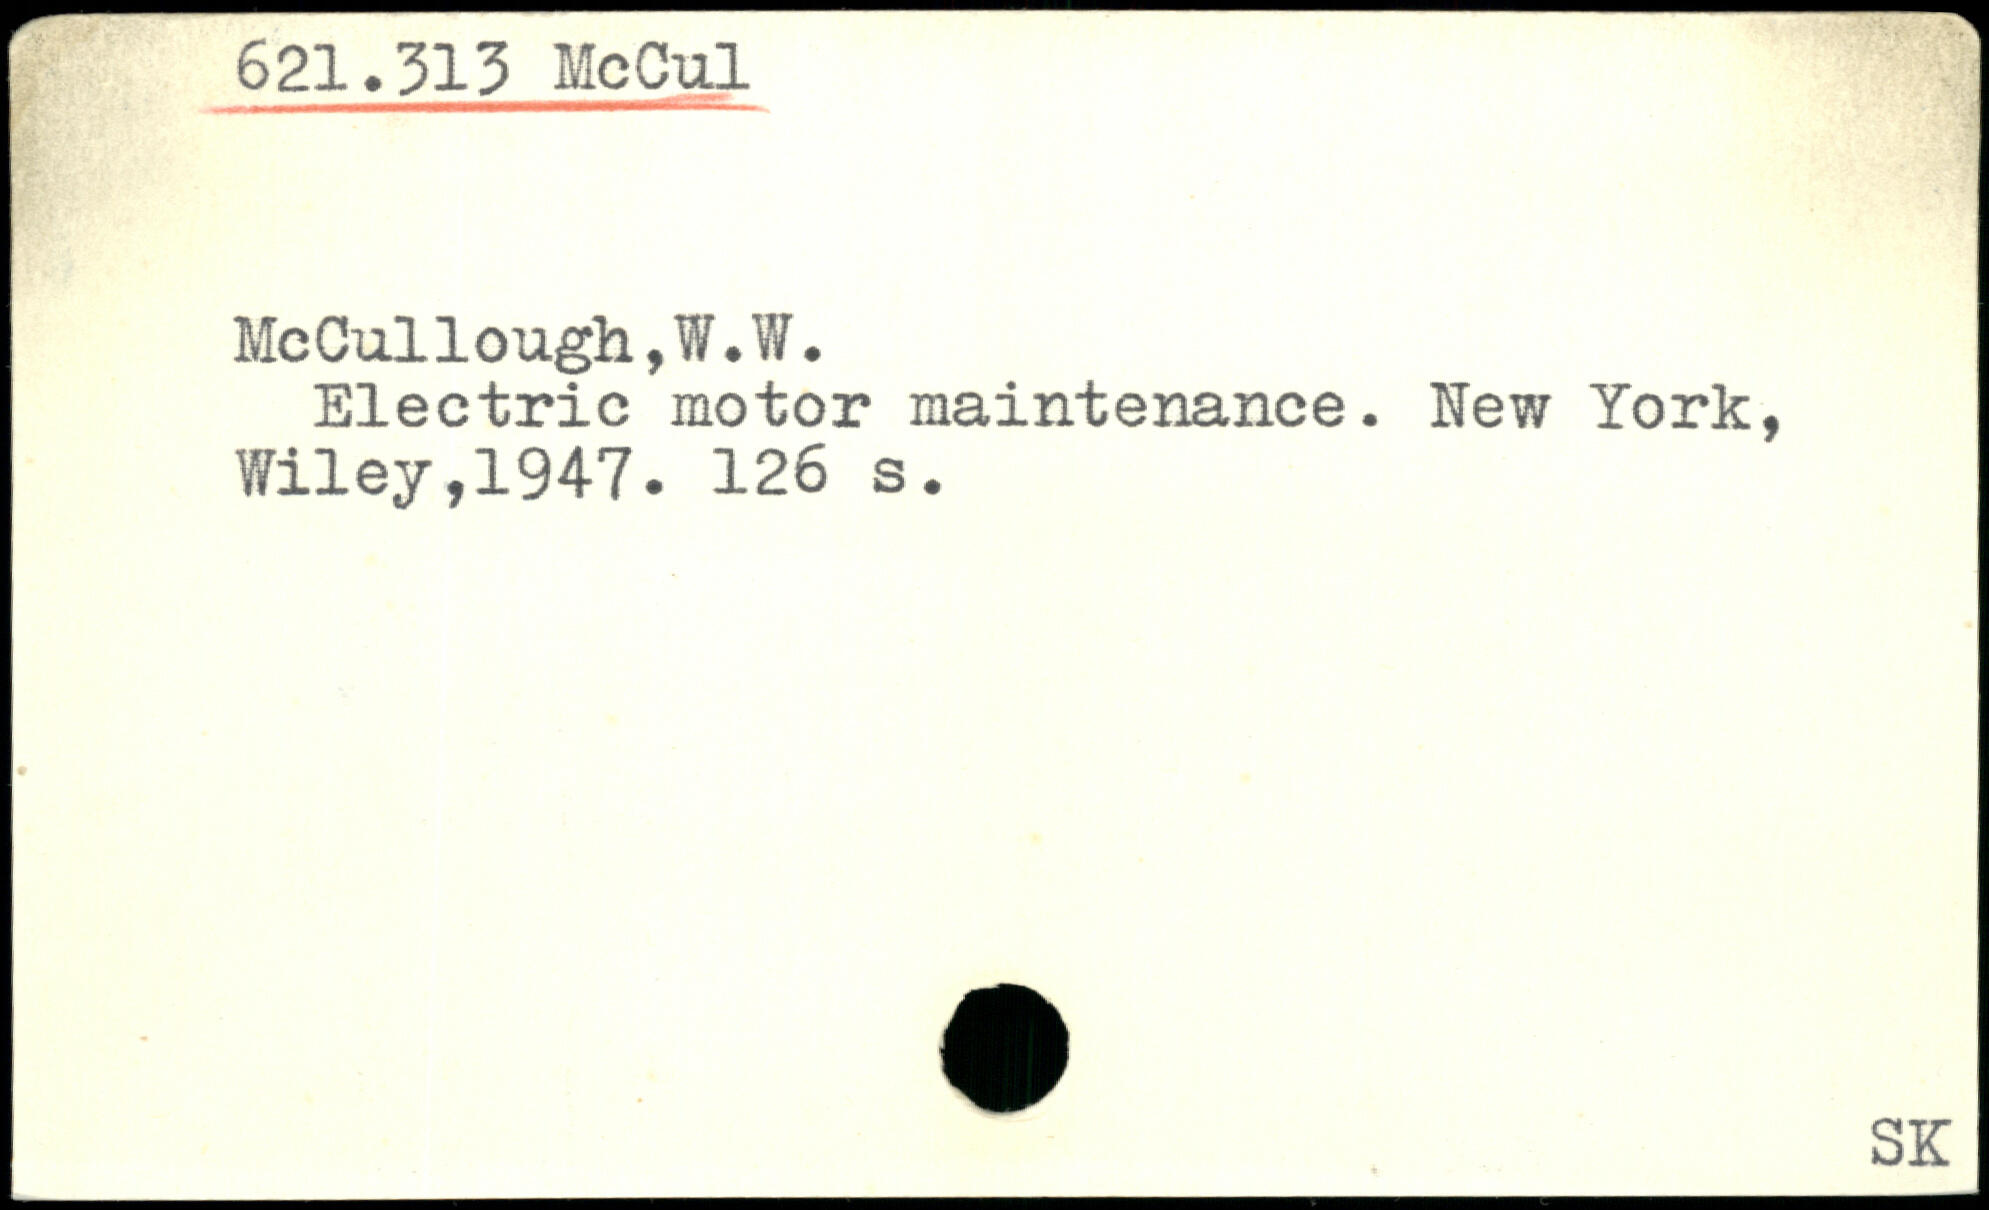 621.313 McCul
McCullough,W.W.
Electric motor maintenance. New York,
Wiley,1947. 126 s.
SK